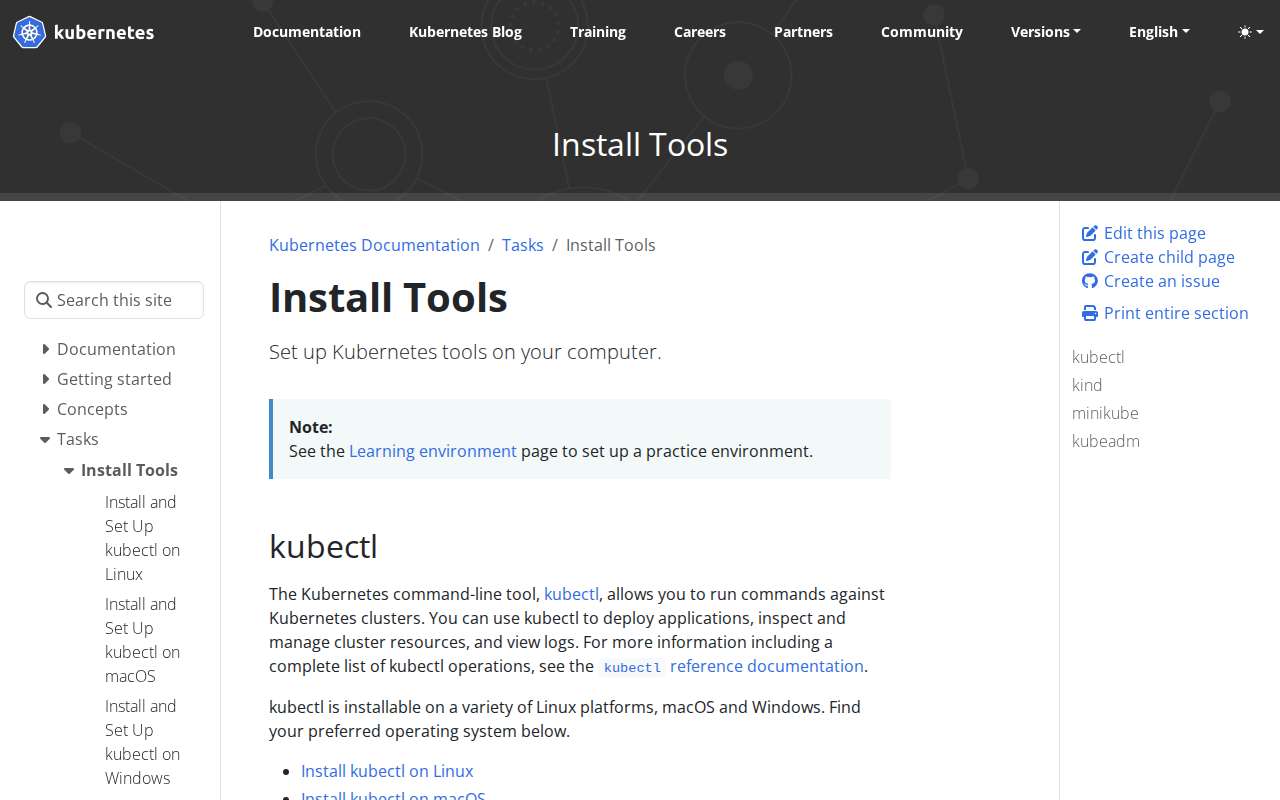 kubernetes
Documentation
Kubernetes Blog
Training
Careers
Partners
Community
Versions
English
Install Tools
Search this site
Documentation
Getting started
Concepts
Tasks
Install Tools
Install and
Set Up
kubectl on
Linux
Install and
Set Up
kubectl on
macOS
Install and
Set Up
kubectl on
Windows
Kubernetes Documentation / Tasks / Install Tools
Install Tools
Set up Kubernetes tools on your computer.
Note:
See the Learning environment page to set up a practice environment.
kubectl
The Kubernetes command-line tool, kubectl, allows you to run commands against
Kubernetes clusters. You can use kubectl to deploy applications, inspect and
manage cluster resources, and view logs. For more information including a
complete list of kubectl operations, see the kubectl reference documentation.
kubectl is installable on a variety of Linux platforms, macOS and Windows. Find
your preferred operating system below.
Install kubectl on Linux
Install kubectl on macOS
Edit this page
Create child page
Create an issue
Print entire section
kubectl
kind
minikube
kubeadm